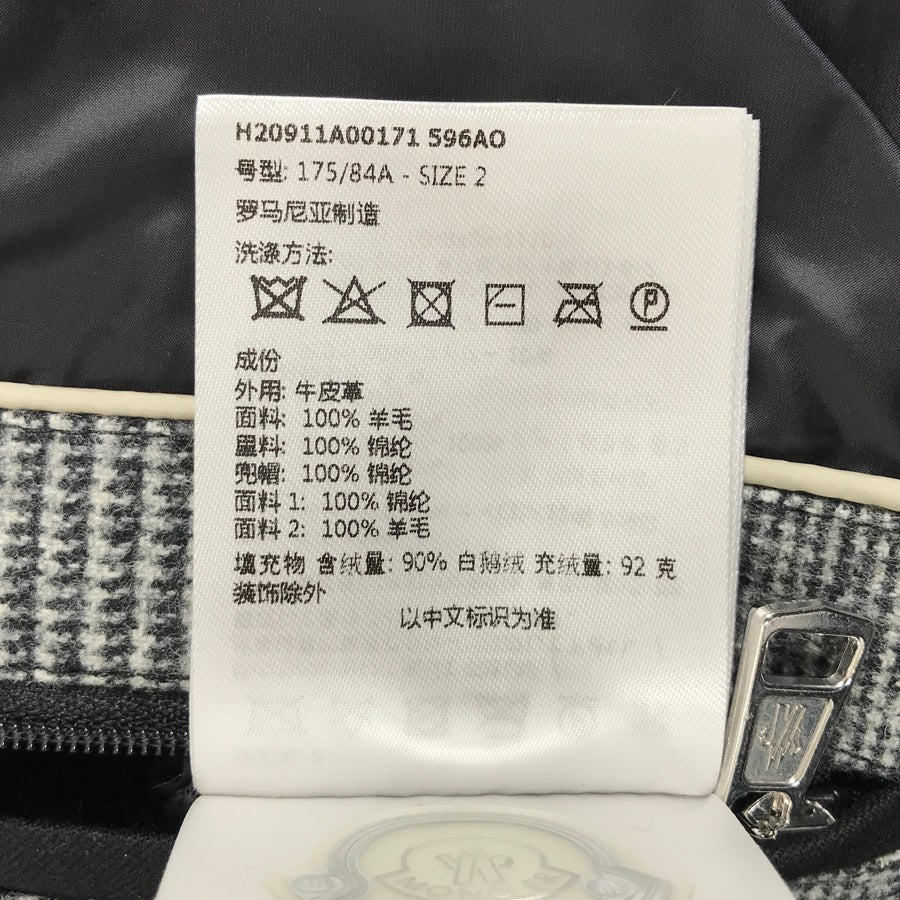 H20911A00171 596AO
号型: 175/84A - SIZE 2
罗马尼亚制造
洗涤方法:
P
成份
外用: 牛皮革
面料: 100% 羊毛
里料: 100% 锦纶
兜帽: 100% 锦纶
面料 1: 100% 锦纶
面料 2: 100% 羊毛
填充物 含绒量: 90% 白鹅绒 充绒量: 92 克
装饰除外
以中文标识为准
MONCLER